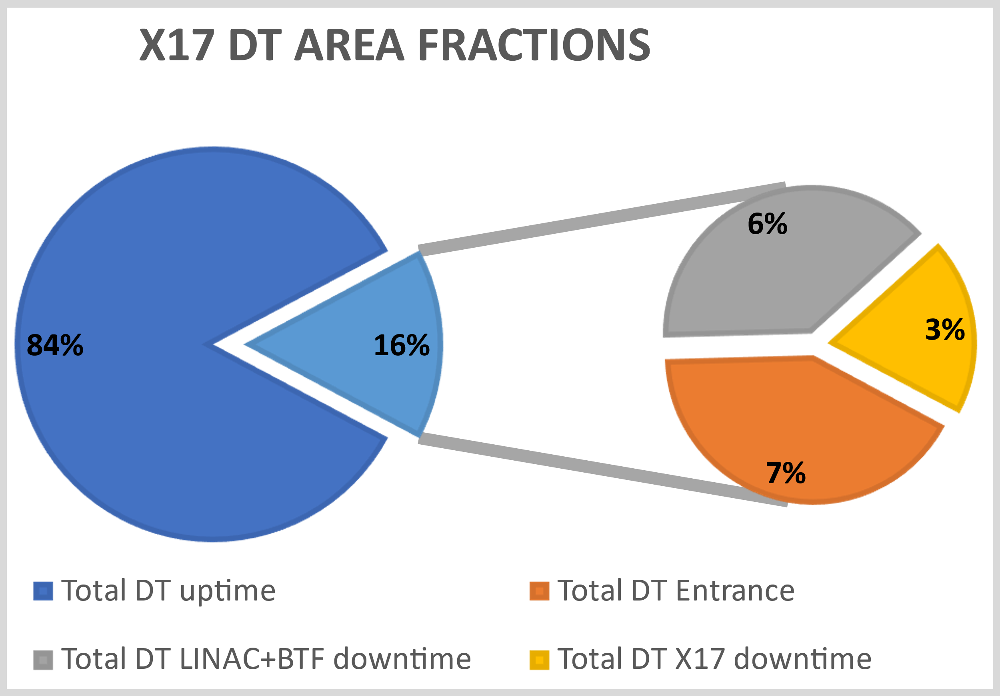 X17 DT AREA FRACTIONS
6%
3%
84%
16%
7%
Total DT uptime
Total DT Entrance
Total DT LINAC+BTF downtime
Total DT X17 downtime